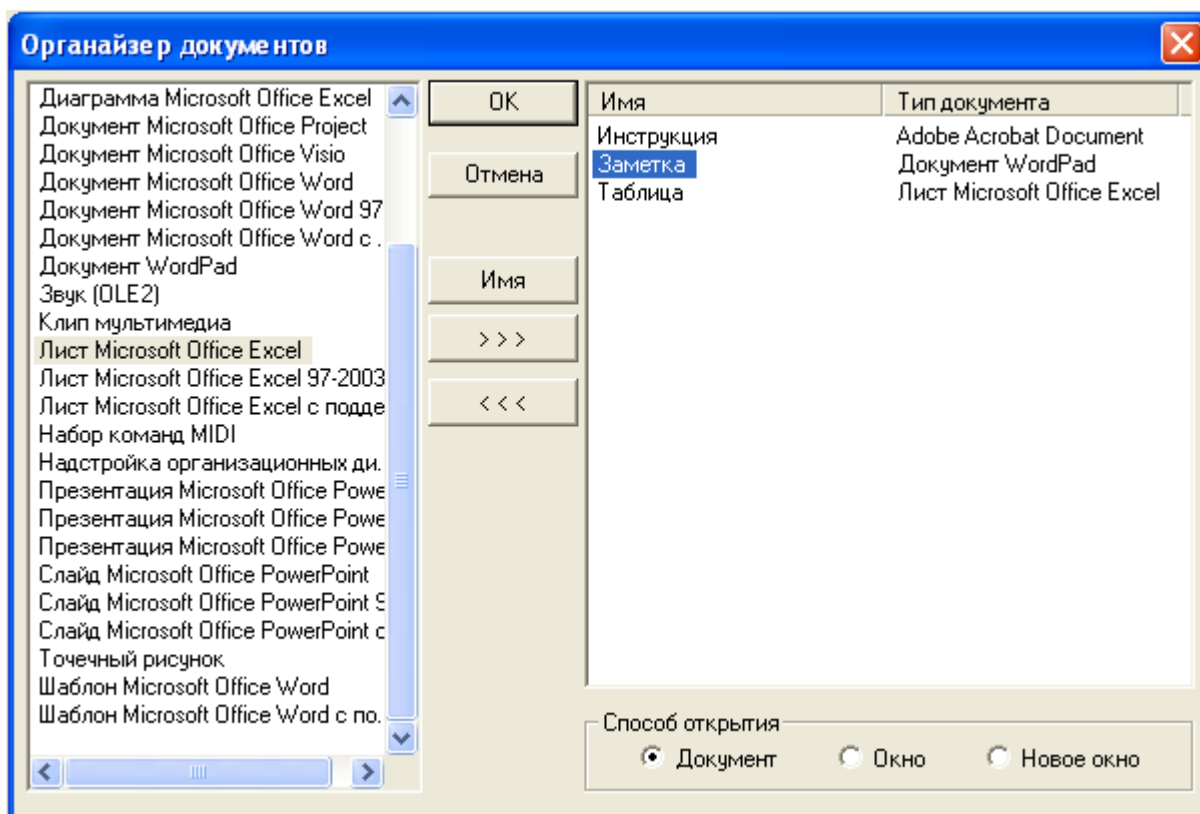 Органайзер документов
Диаграмма Microsoft Office Excel
Документ Microsoft Office Project
Документ Microsoft Office Visio
Документ Microsoft Office Word
Документ Microsoft Office Word 97
Документ Microsoft Office Word с .
Документ WordPad
Звук (OLE2)
Клип мультимедиа
Лист Microsoft Office Excel
Лист Microsoft Office Excel 97-2003
Лист Microsoft Office Excel с подде
Набор команд MIDI
Надстройка организационных ди.
Презентация Microsoft Office Powe
Презентация Microsoft Office Powe
Презентация Microsoft Office Powe
Слайд Microsoft Office PowerPoint
Слайд Microsoft Office PowerPoint 9
Слайд Microsoft Office PowerPoint с
Точечный рисунок
Шаблон Microsoft Office Word
Шаблон Microsoft Office Word с по.
OK
Отмена
Имя
> > >
< < <
Имя Тип документа
Инструкция Adobe Acrobat Document
Заметка Документ WordPad
Таблица Лист Microsoft Office Excel
Способ открытия
Документ Окно Новое окно